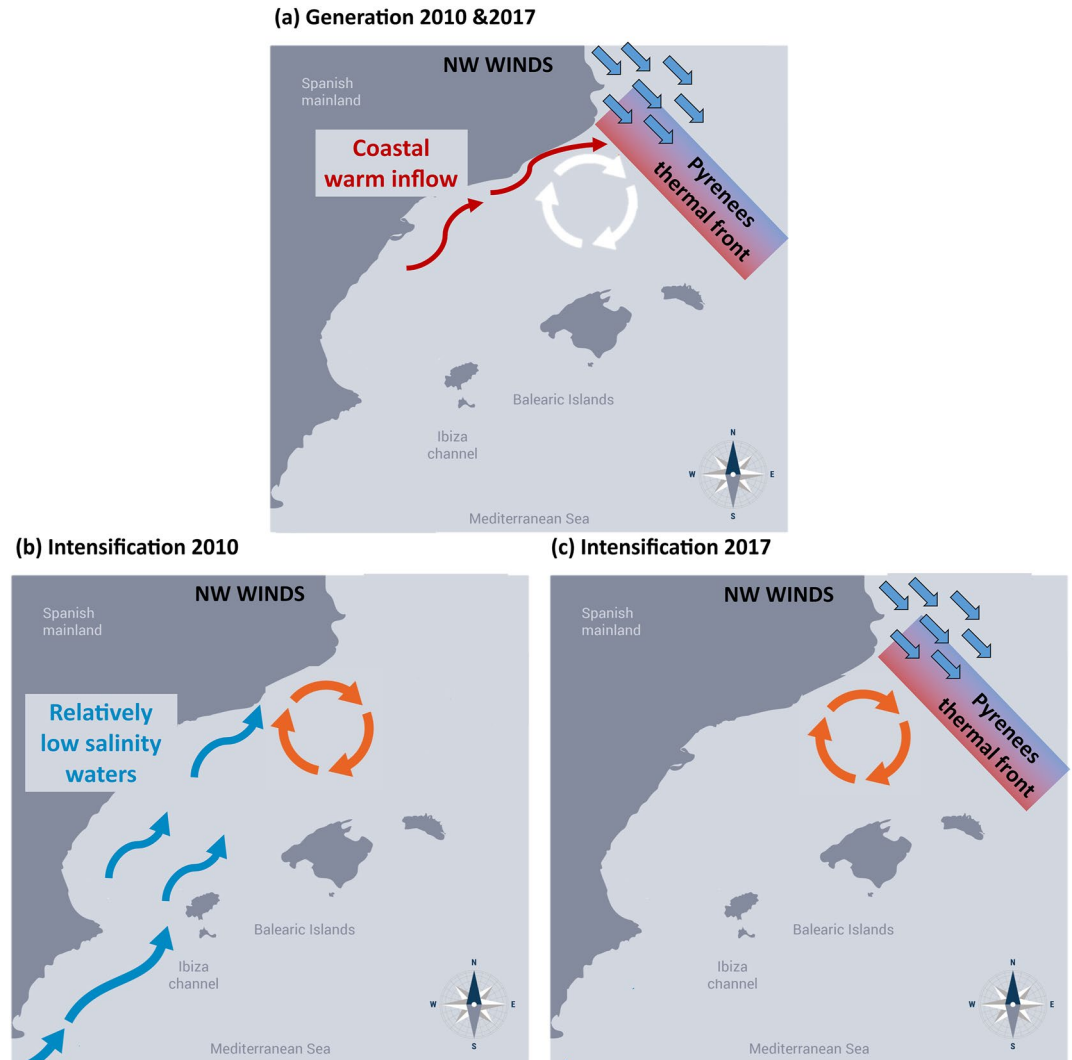 (a) Generation 2010 &2017
NW WINDS
Spanish
mainland
Coastal
warm inflow
Pyrenees
thermal front
Balearic Islands
Ibiza
channel
N
W
E
S
Mediterranean Sea
(b) Intensification 2010
NW WINDS
Spanish
mainland
Relatively
low salinity
waters
Balearic Islands
Ibiza
channel
N
W
E
S
Mediterranean Sea
(c) Intensification 2017
NW WINDS
Spanish
mainland
Pyrenees
thermal front
Balearic Islands
Ibiza
channel
N
W
E
S
Mediterranean Sea